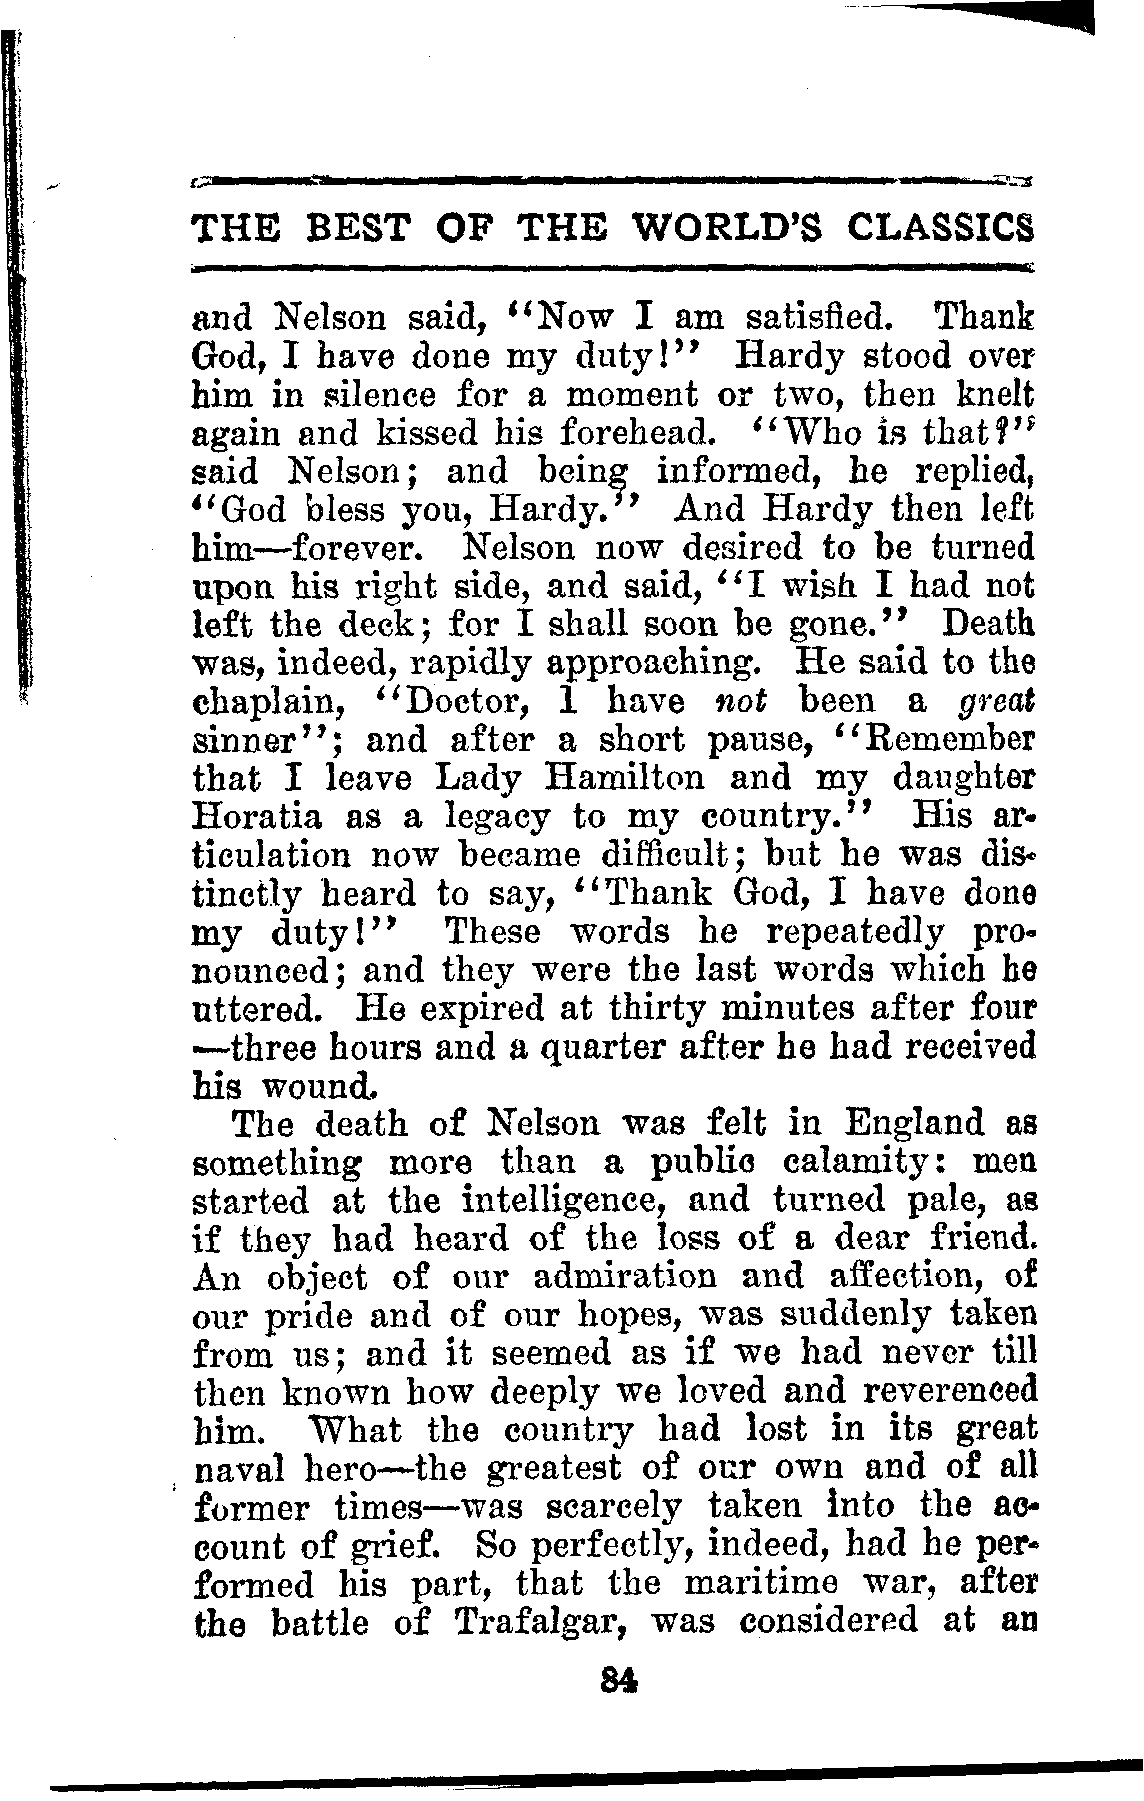 THE BEST OF THE WORLD'S CLASSICS
and Nelson said, "Now I am satisfied. Thank
God, I have done my duty!" Hardy stood over
him in silence for a moment or two, then knelt
again and kissed his forehead. "Who is that?"
said Nelson; and being informed, he replied,
"God bless you, Hardy." And Hardy then left
him—forever. Nelson now desired to be turned
upon his right side, and said, "I wish I had not
left the deck; for I shall soon be gone." Death
was, indeed, rapidly approaching. He said to the
chaplain, "Doctor, I have not been a great
sinner"; and after a short pause, "Remember
that I leave Lady Hamilton and my daughter
Horatia as a legacy to my country." His ar-
ticulation now became difficult; but he was dis-
tinctly heard to say, "Thank God, I have done
my duty!" These words he repeatedly pro-
nounced; and they were the last words which he
uttered. He expired at thirty minutes after four
—three hours and a quarter after he had received
his wound.
The death of Nelson was felt in England as
something more than a public calamity: men
started at the intelligence, and turned pale, as
if they had heard of the loss of a dear friend.
An object of our admiration and affection, of
our pride and of our hopes, was suddenly taken
from us; and it seemed as if we had never till
then known how deeply we loved and reverenced
him. What the country had lost in its great
naval hero—the greatest of our own and of all
former times—was scarcely taken into the ac-
count of grief. So perfectly, indeed, had he per-
formed his part, that the maritime war, after
the battle of Trafalgar, was considered at an
84